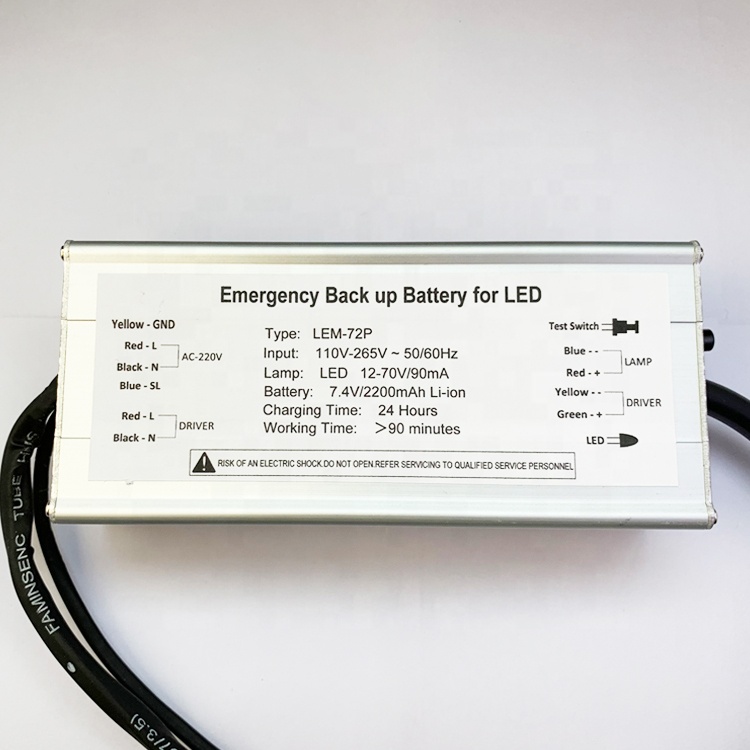 Emergency Back up Battery for LED
Yellow - GND
Red - L
Black - N
AC-220V
Blue - SL
Red - L
Black - N
DRIVER
Type: LEM-72P
Input: 110V-265V ~ 50/60Hz
Lamp: LED 12-70V/90mA
Battery: 7.4V/2200mAh Li-ion
Charging Time: 24 Hours
Working Time: >90 minutes
Test Switch
Blue - -
Red - +
LAMP
Yellow - -
Green - +
DRIVER
LED
RISK OF AN ELECTRIC SHOCK.DO NOT OPEN.REFER SERVICING TO QUALIFIED SERVICE PERSONNEL
FAMINSENC TUBE
7/3.5)